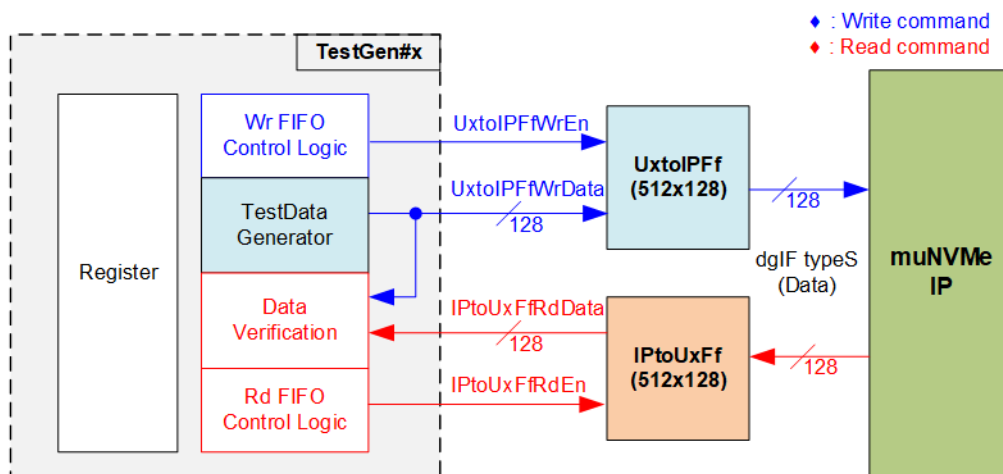 ♦ : Write command
♦ : Read command
TestGen#x
Register
Wr FIFO
Control Logic
TestData
Generator
Data
Verification
Rd FIFO
Control Logic
UxtoIPFfWrEn
UxtoIPFfWrData
128
IPtoUxFfRdData
128
IPtoUxFfRdEn
UxtoIPFf
(512x128)
IPtoUxFf
(512x128)
128
dgIF typeS
(Data)
128
muNVMe
IP